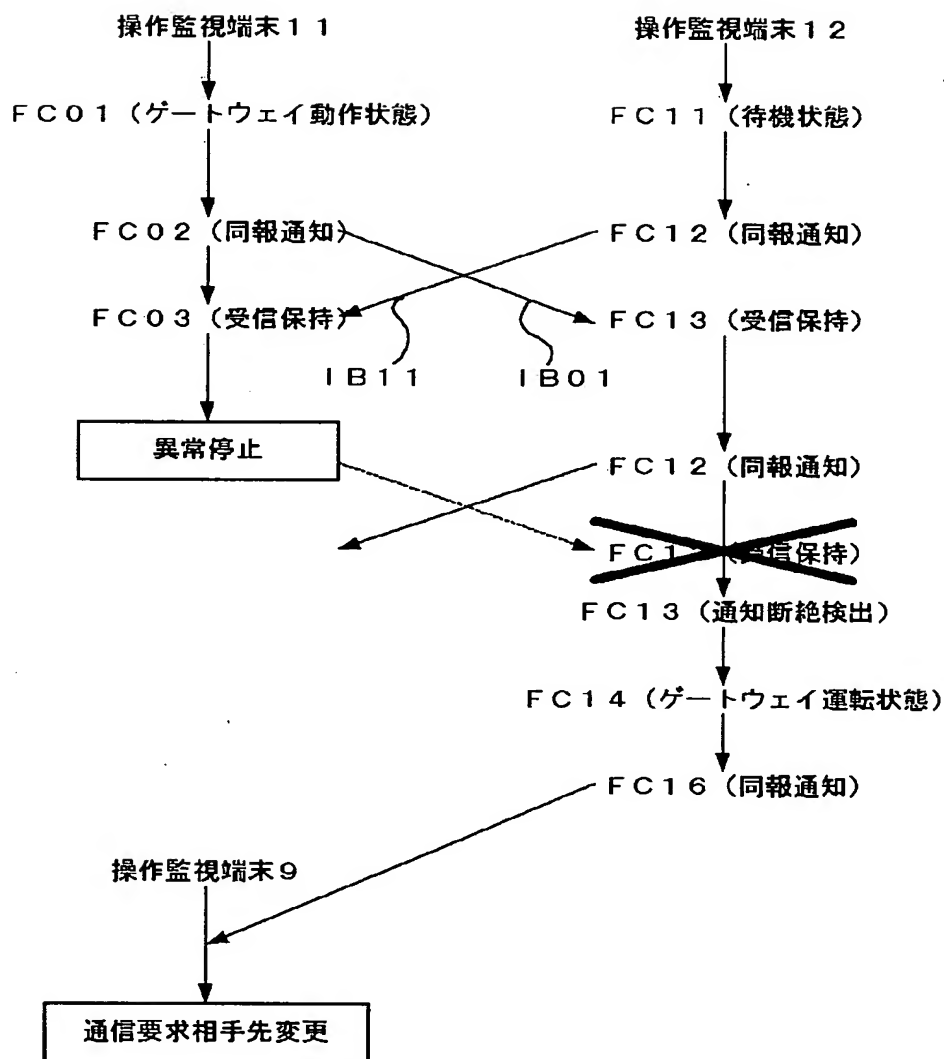 操作監視端末11
操作監視端末12
FC01(ゲートウェイ動作状態)
FC11(待機状態)
FC02(同報通知)
FC12(同報通知)
FC03(受信保持)
FC13(受信保持)
IB11
IB01
異常停止
FC12(同報通知)
FC1 信保持)
FC13(通知断絶検出)
FC14(ゲートウェイ運転状態)
FC16(同報通知)
操作監視端末9
通信要求相手先変更